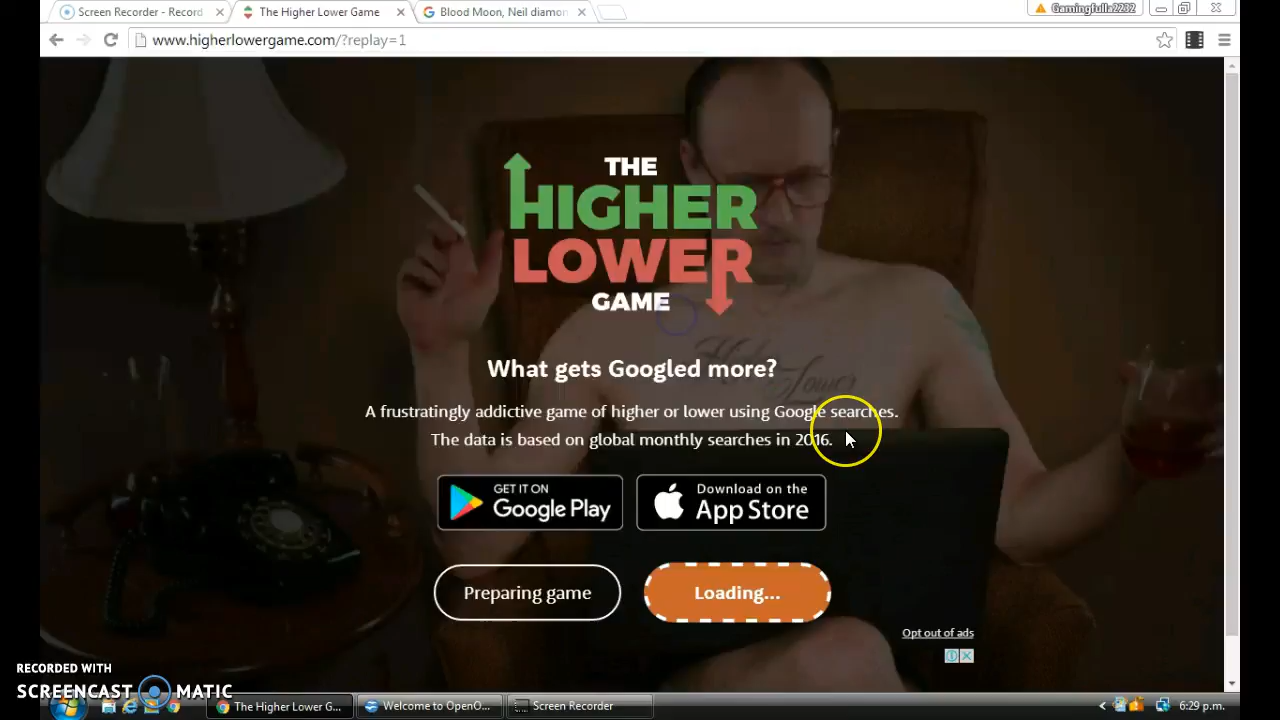 Screen Recorder - Record
The Higher Lower Game
Blood Moon, Neil diamon
Gamingfulla2232
www.higherlowergame.com/?replay=1
THE
HIGHER
LOWER
GAME
Higher
Lower
What gets Googled more?
A frustratingly addictive game of higher or lower using Google searches.
The data is based on global monthly searches in 2016.
GET IT ON
Google Play
Download on the
App Store
Preparing game
Loading...
Opt out of ads
RECORDED WITH
SCREENCAST MATIC
The Higher Lower G...
Welcome to OpenO...
Screen Recorder
6:29 p.m.